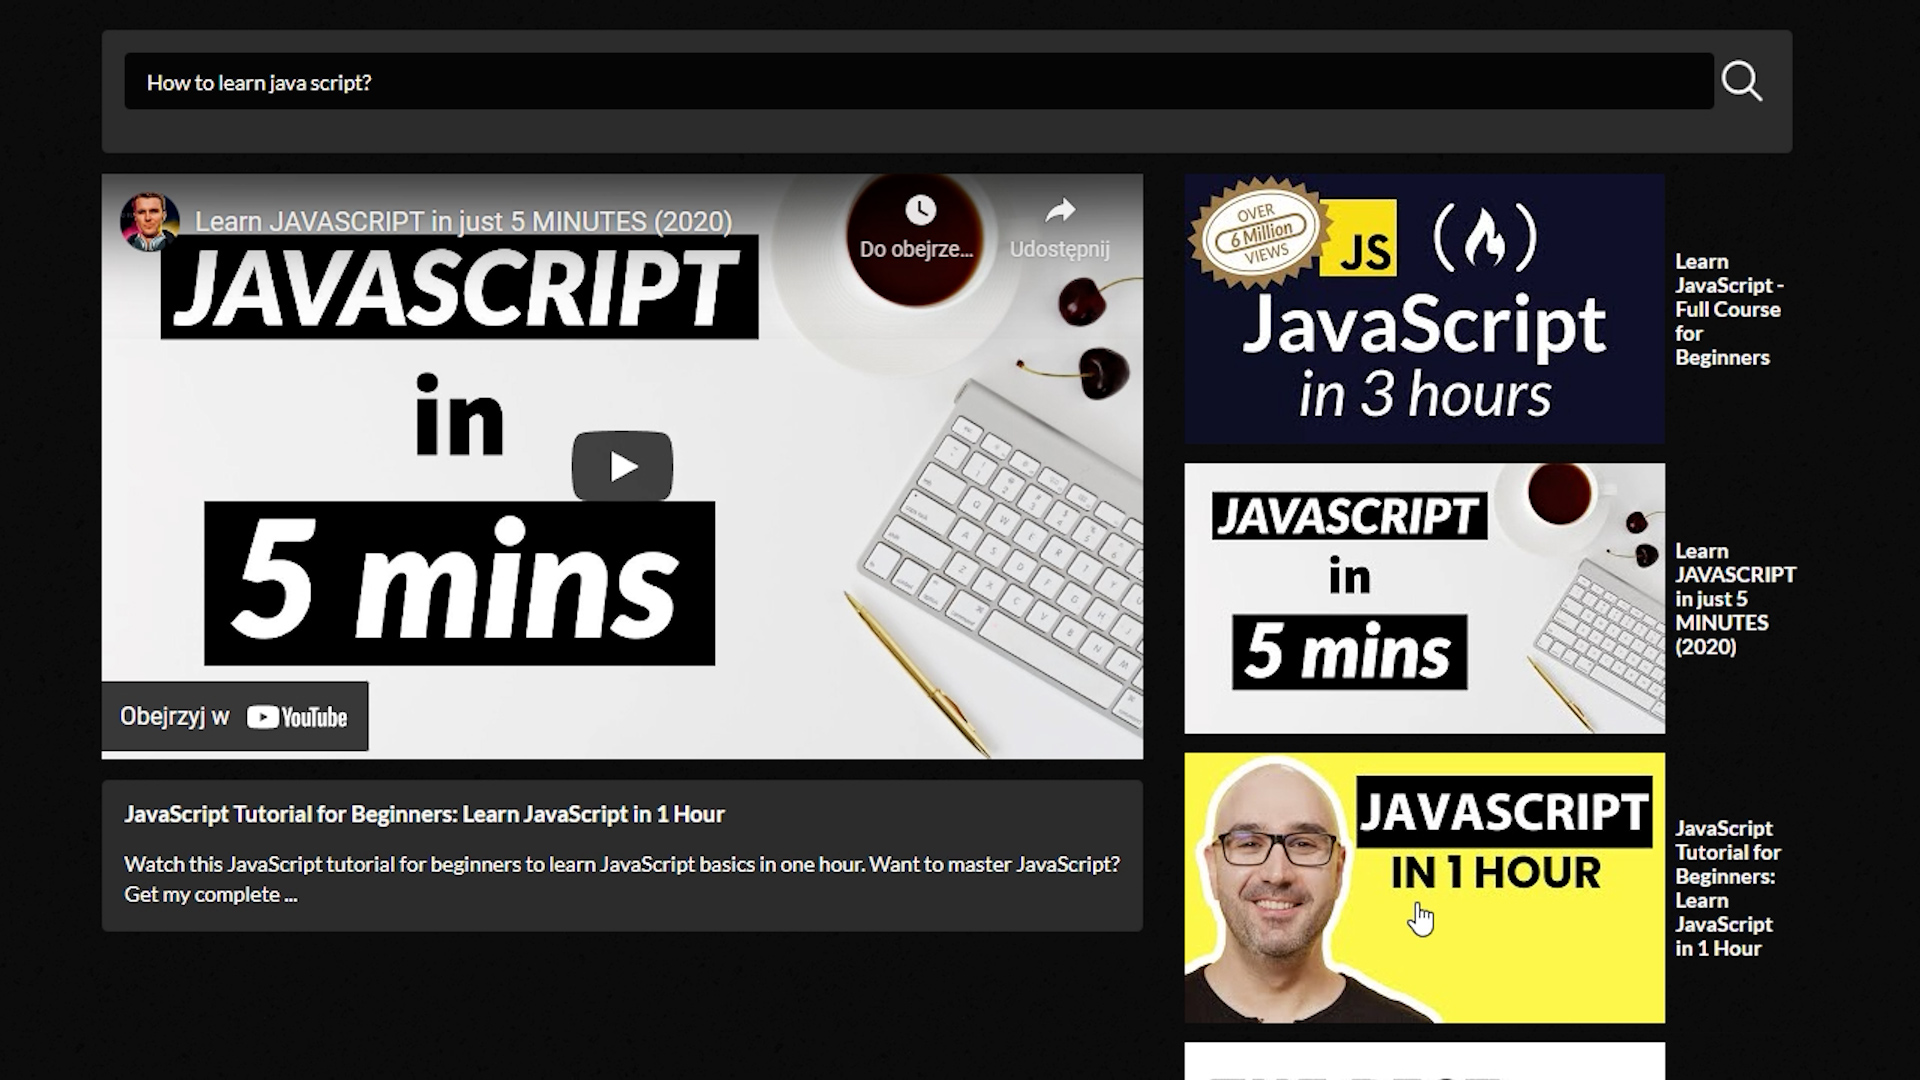 How to learn java script?
Learn JAVASCRIPT in just 5 MINUTES (2020)
Do obejrze...
Udostępnij
JAVASCRIPT
in
5 mins
Obejrzyj w YouTube
JavaScript Tutorial for Beginners: Learn JavaScript in 1 Hour
Watch this JavaScript tutorial for beginners to learn JavaScript basics in one hour. Want to master JavaScript?
Get my complete ...
OVER
6 Million
VIEWS
JS
JavaScript
in 3 hours
Learn
JavaScript -
Full Course
for
Beginners
JAVASCRIPT
in
5 mins
Learn
JAVASCRIPT
in just 5
MINUTES
(2020)
JAVASCRIPT
IN 1 HOUR
JavaScript
Tutorial for
Beginners:
Learn
JavaScript
in 1 Hour